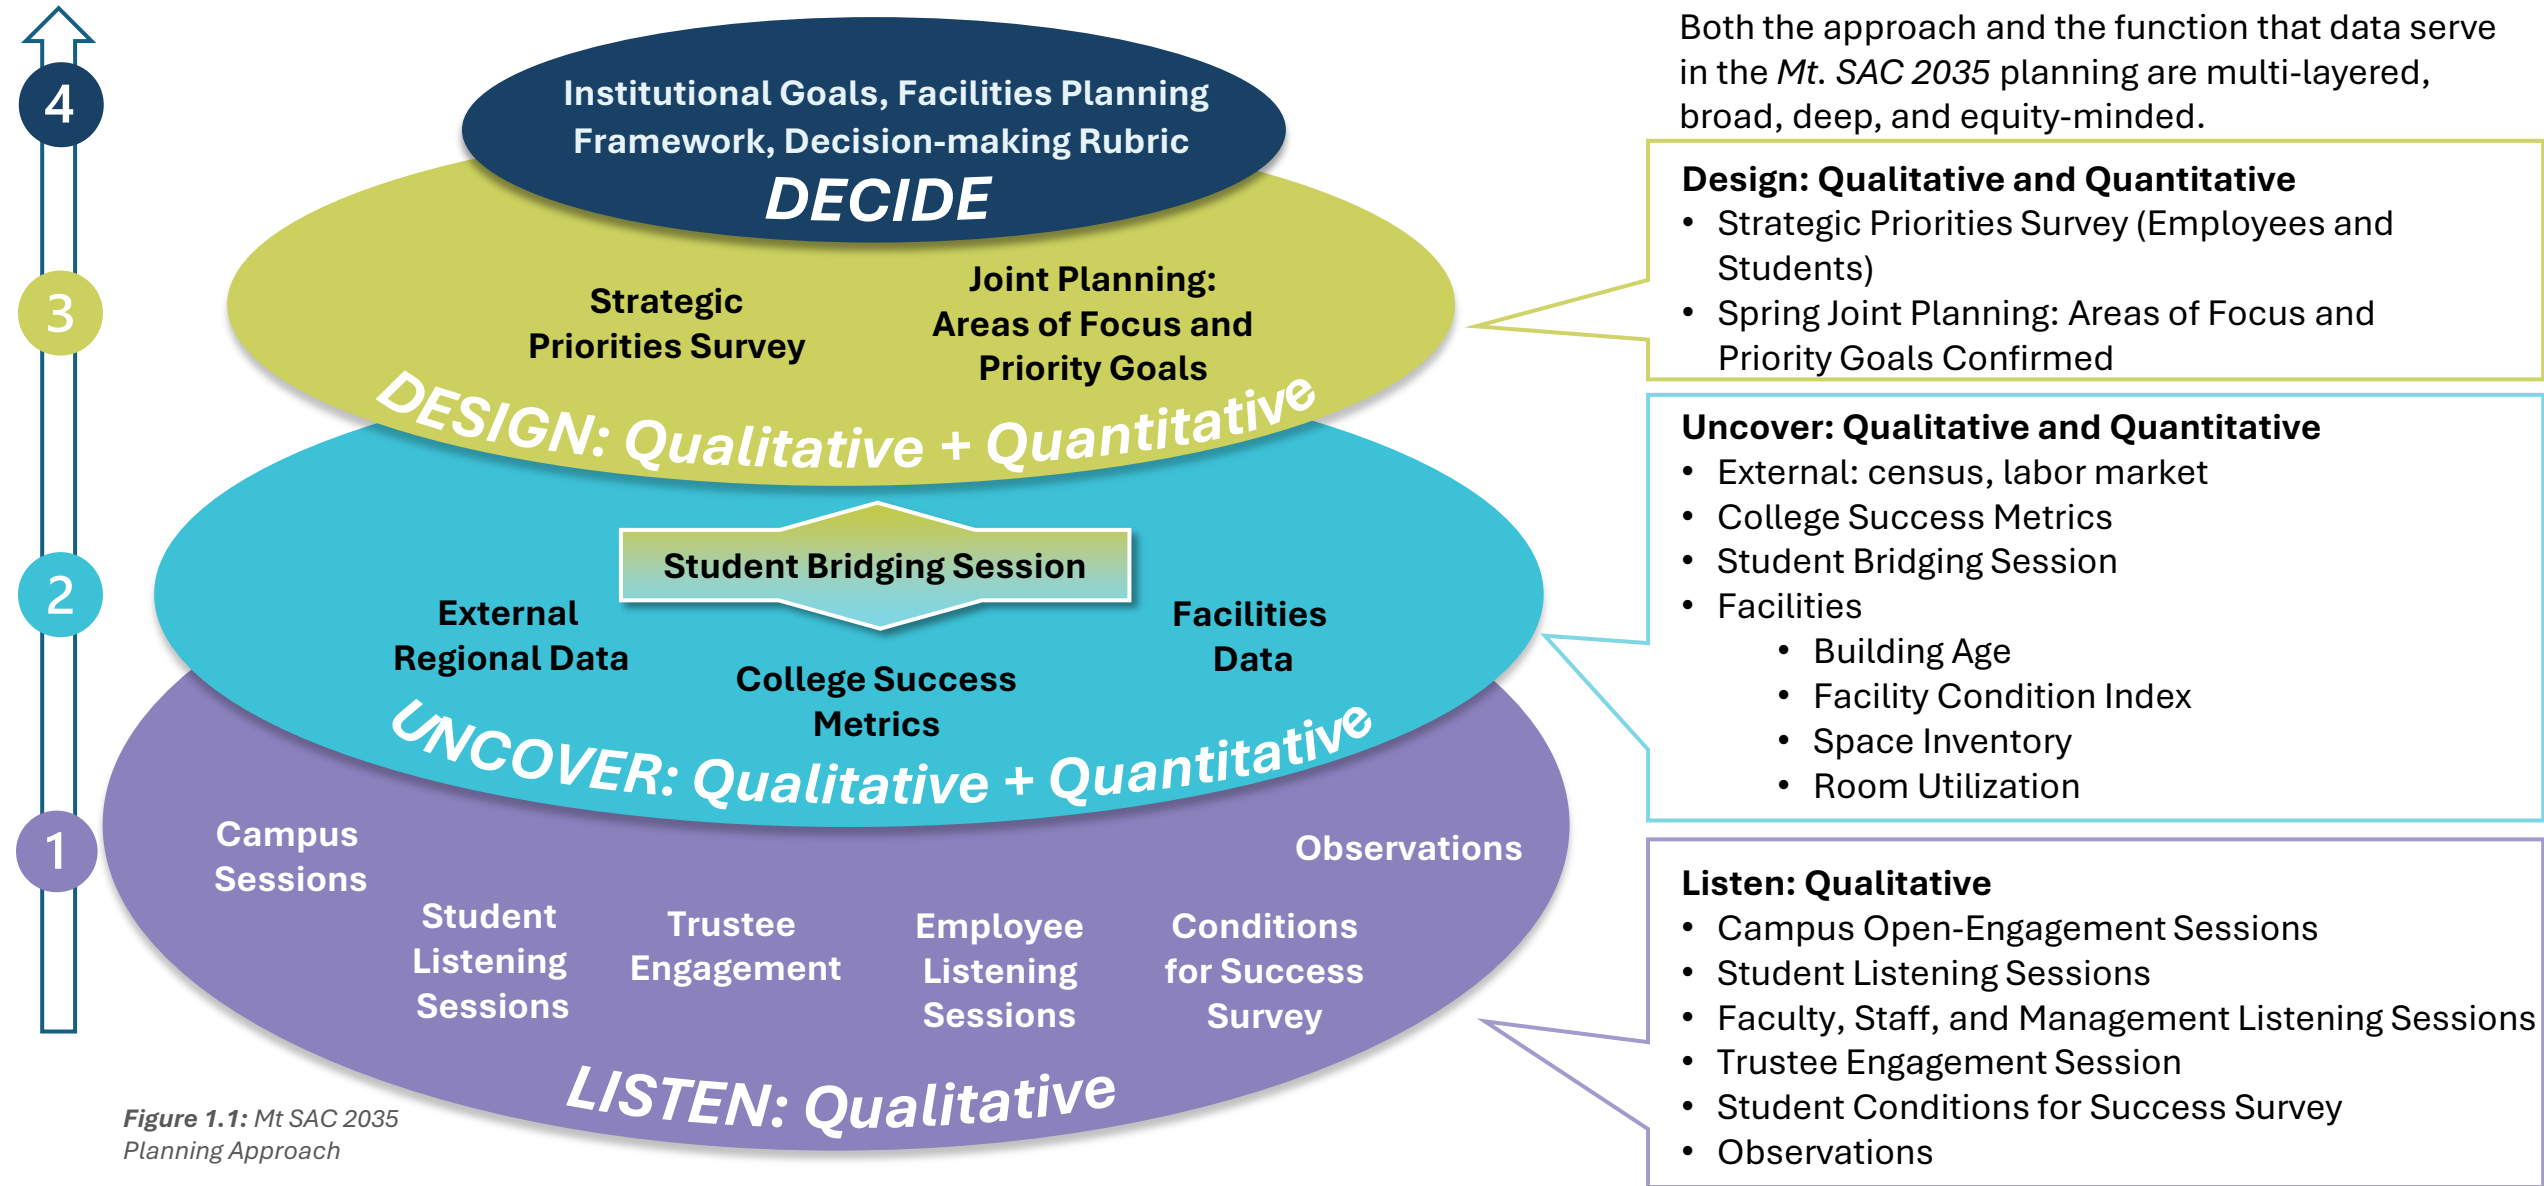 4
Institutional Goals, Facilities Planning
Framework, Decision-making Rubric
DECIDE
3
Strategic
Priorities Survey
Joint Planning:
Areas of Focus and
Priority Goals
DESIGN: Qualitative + Quantitative
2
Student Bridging Session
External
Regional Data
College Success
Metrics
Facilities
Data
UNCOVER: Qualitative + Quantitative
1
Campus
Sessions
Student
Listening
Sessions
Trustee
Engagement
Employee
Listening
Sessions
Conditions
for Success
Survey
Observations
LISTEN: Qualitative
Figure 1.1: Mt SAC 2035
Planning Approach
Both the approach and the function that data serve
in the Mt. SAC 2035 planning are multi-layered,
broad, deep, and equity-minded.
Design: Qualitative and Quantitative
• Strategic Priorities Survey (Employees and
Students)
• Spring Joint Planning: Areas of Focus and
Priority Goals Confirmed
Uncover: Qualitative and Quantitative
• External: census, labor market
• College Success Metrics
• Student Bridging Session
• Facilities
• Building Age
• Facility Condition Index
• Space Inventory
• Room Utilization
Listen: Qualitative
• Campus Open-Engagement Sessions
• Student Listening Sessions
• Faculty, Staff, and Management Listening Sessions
• Trustee Engagement Session
• Student Conditions for Success Survey
• Observations